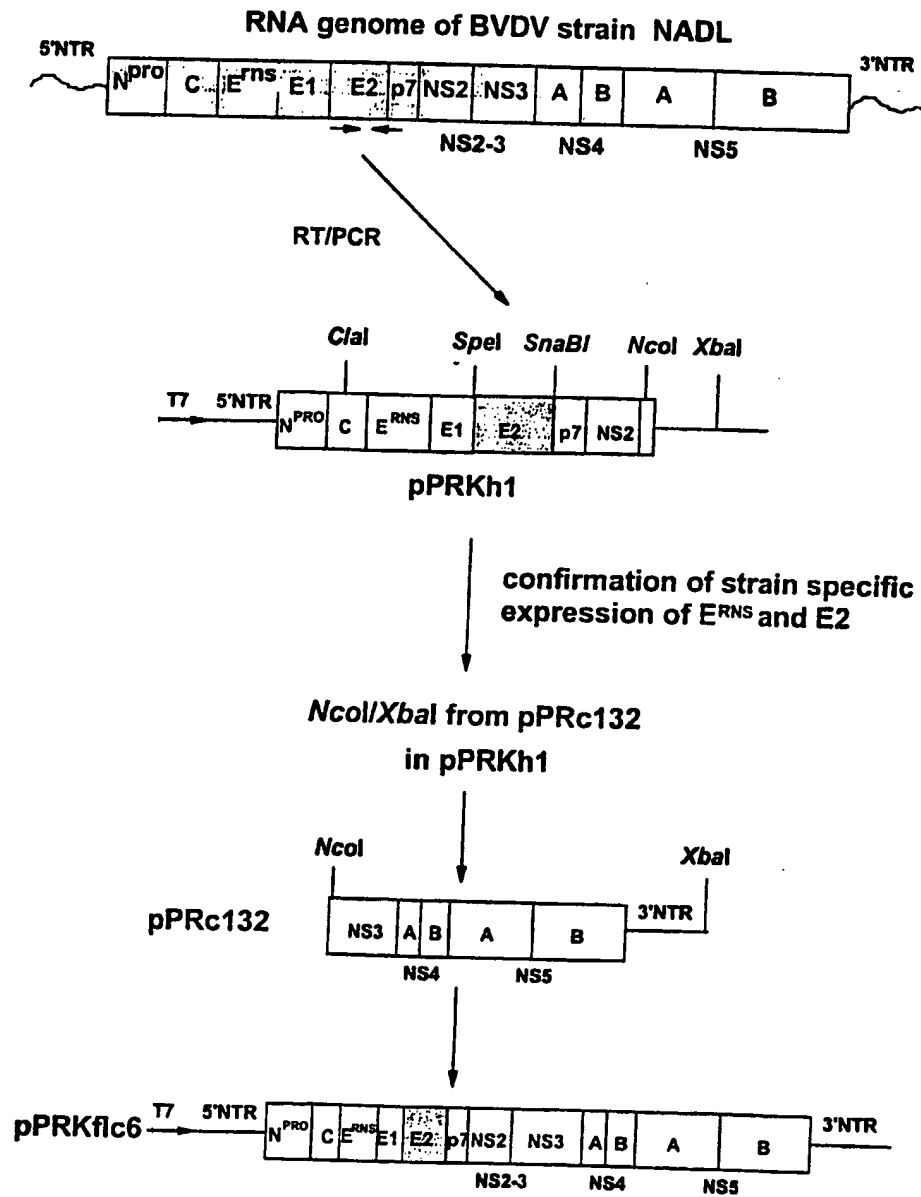 RNA genome of BVDV strain NADL
5'NTR
3'NTR
N^pro C E^rns E1 E2 p7 NS2 NS3 A B A B
NS2-3 NS4 NS5
RT/PCR
ClaI SpeI SnaBI NcoI XbaI
T7 5'NTR
N^PRO C E^RNS E1 E2 p7 NS2
pPRKh1
confirmation of strain specific
expression of E^RNS and E2
NcoI/XbaI from pPRc132
in pPRKh1
NcoI XbaI
pPRc132 NS3 A B A B 3'NTR
NS4 NS5
pPRKflc6 T7 5'NTR N^PRO C E^RNS E1 E2 p7 NS2 NS3 A B A B 3'NTR
NS2-3 NS4 NS5